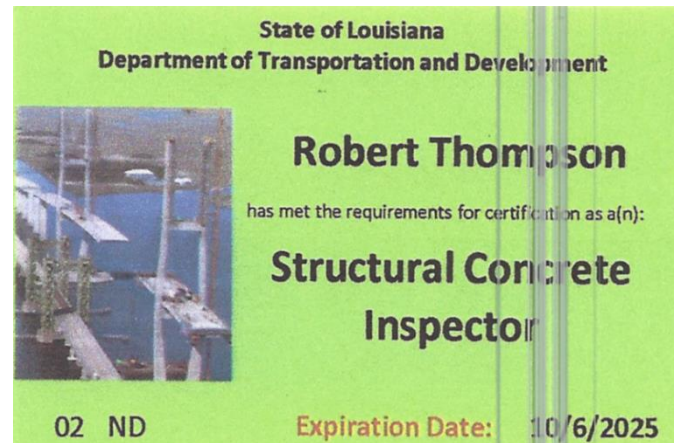 State of Louisiana
Department of Transportation and Development
Robert Thompson
has met the requirements for certification as a(n):
Structural Concrete
Inspector
02 ND
Expiration Date: 10/6/2025